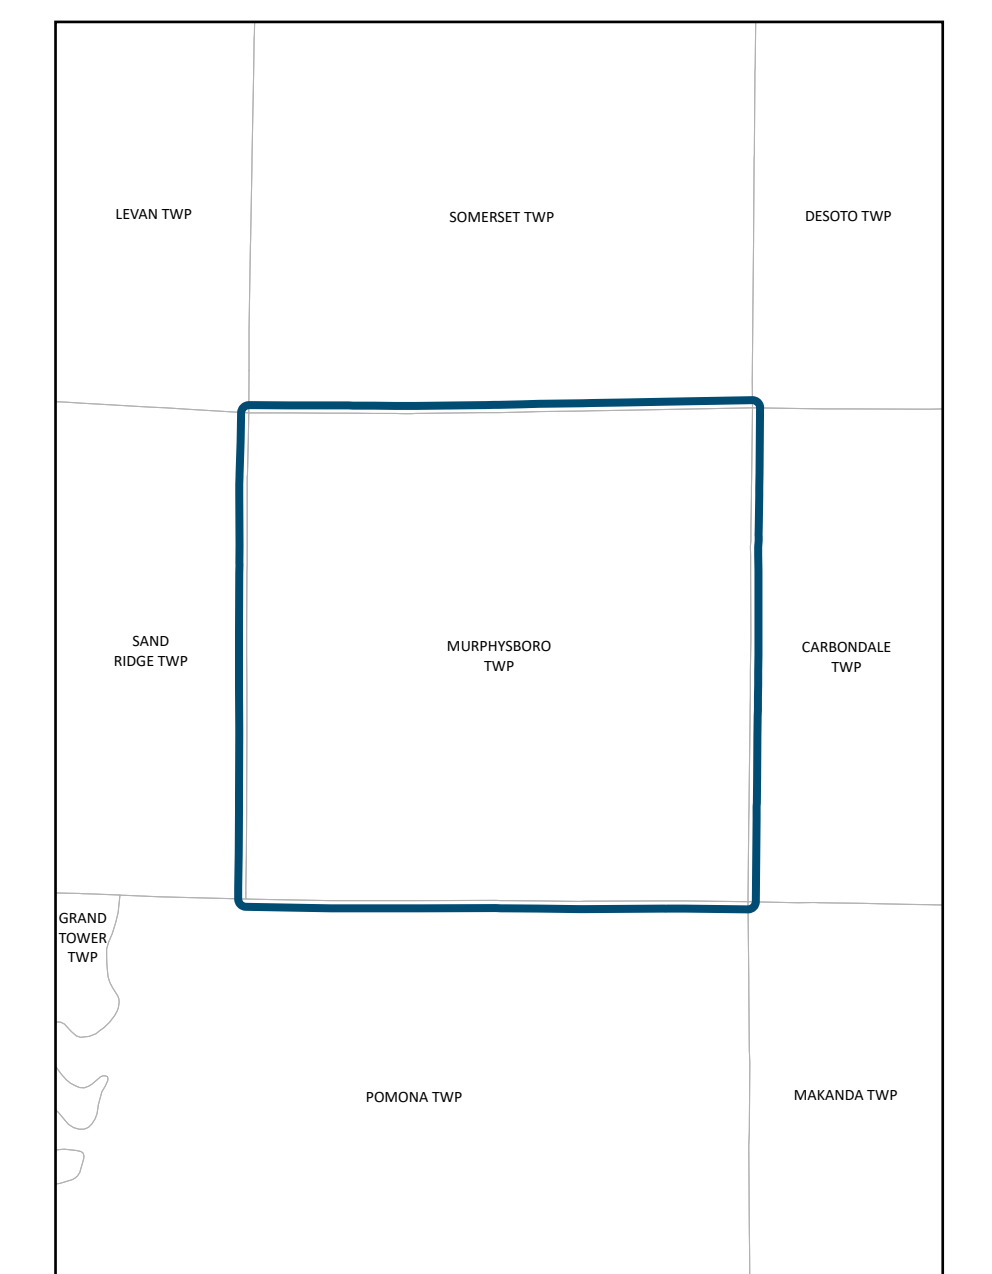 LEVAN TWP
SOMERSET TWP
DESOTO TWP
SAND
RIDGE TWP
MURPHYSBORO
TWP
CARBONDALE
TWP
GRAND
TOWER
TWP
POMONA TWP
MAKANDA TWP